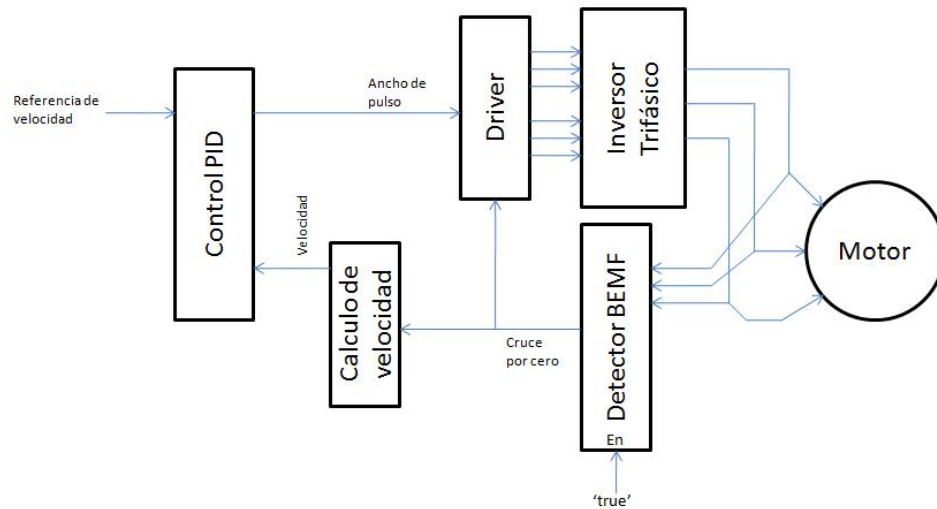 Referencia de
velocidad
Control PID
Ancho de
pulso
Driver
Inversor
Trifásico
Motor
Velocidad
Calculo de
velocidad
Cruce
por cero
Detector BEMF
En
‘true’